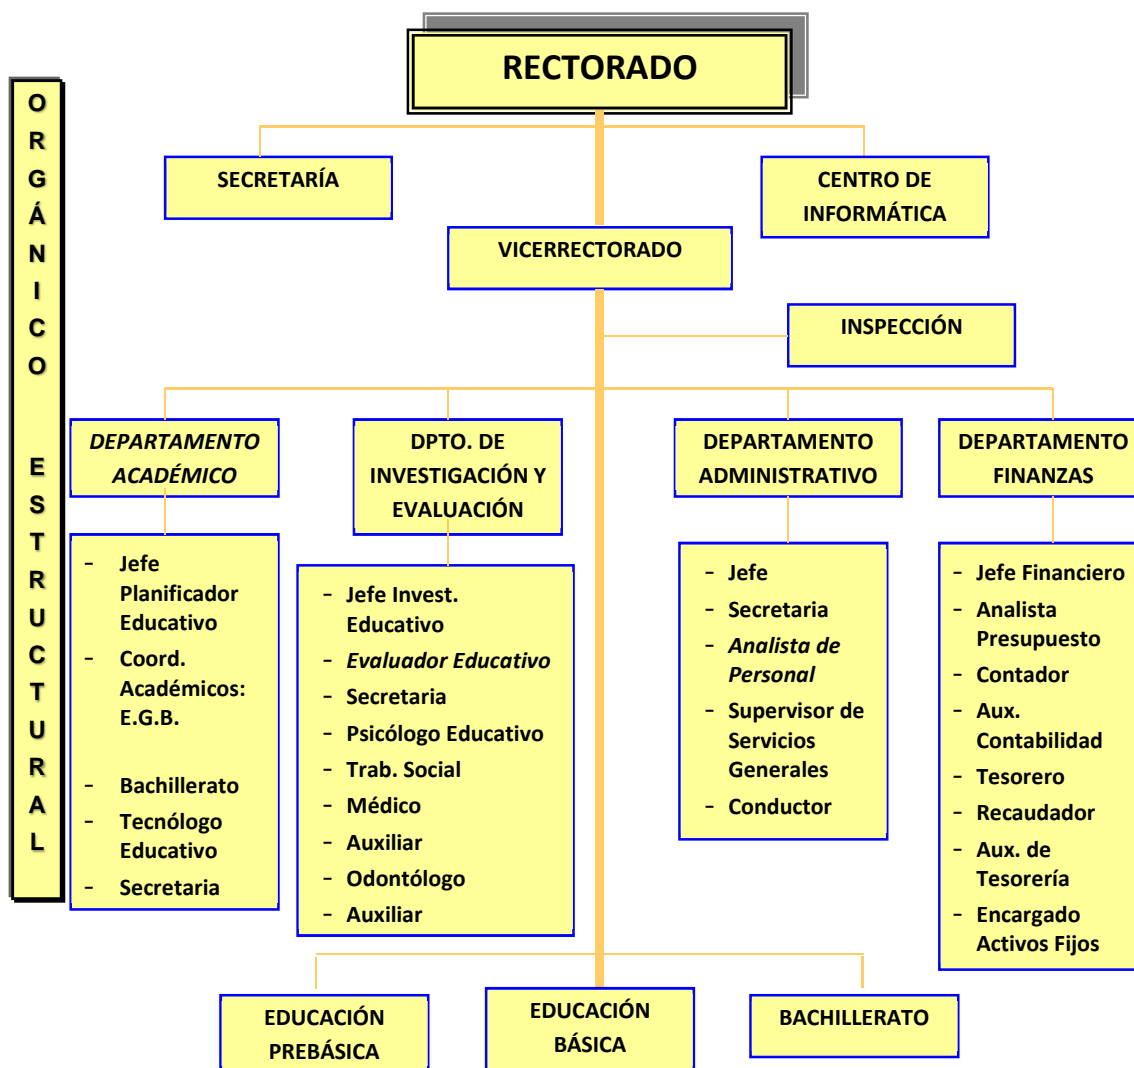 RECTORADO
ORGÁNICO ESTRUCTURAL
SECRETARÍA
CENTRO DE
INFORMÁTICA
VICERRECTORADO
INSPECCIÓN
DEPARTAMENTO
ACADÉMICO
DPTO. DE
INVESTIGACIÓN Y
EVALUACIÓN
DEPARTAMENTO
ADMINISTRATIVO
DEPARTAMENTO
FINANZAS
- Jefe
Planificador
Educativo
- Coord.
Académicos:
E.G.B.
- Bachillerato
- Tecnólogo
Educativo
- Secretaria
- Jefe Invest.
Educativo
- Evaluador Educativo
- Secretaria
- Psicólogo Educativo
- Trab. Social
- Médico
- Auxiliar
- Odontólogo
- Auxiliar
- Jefe
- Secretaria
- Analista de
Personal
- Supervisor de
Servicios
Generales
- Conductor
- Jefe Financiero
- Analista
Presupuesto
- Contador
- Aux.
Contabilidad
- Tesorero
- Recaudador
- Aux. de
Tesorería
- Encargado
Activos Fijos
EDUCACIÓN
PREBÁSICA
EDUCACIÓN
BÁSICA
BACHILLERATO